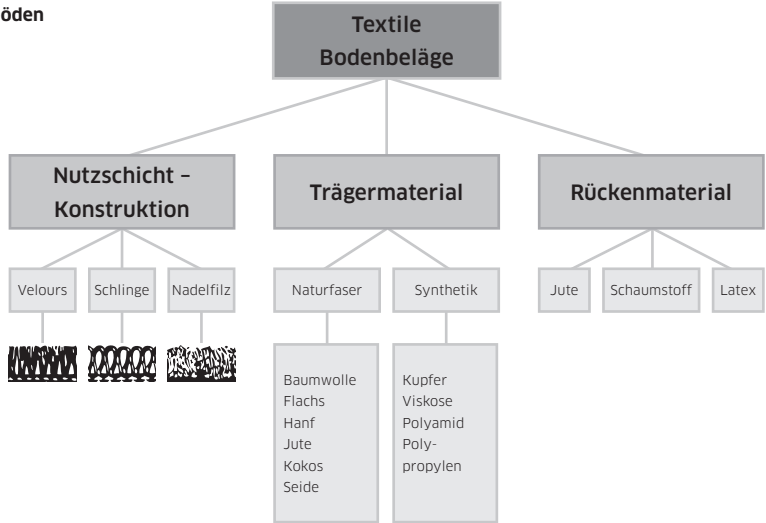 öden
Textile
Bodenbeläge
Nutzschicht –
Konstruktion
Trägermaterial
Rückenmaterial
Velours
Schlinge
Nadelfilz
Naturfaser
Synthetik
Jute
Schaumstoff
Latex
Baumwolle
Flachs
Hanf
Jute
Kokos
Seide
Kupfer
Viskose
Polyamid
Poly-
propylen